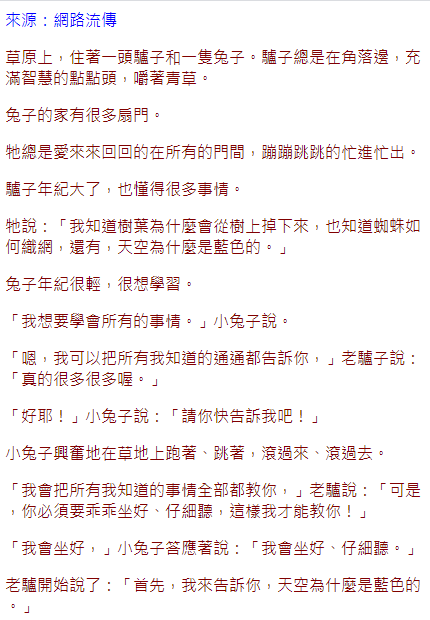 來源：網路流傳
草原上，住著一頭驢子和一隻兔子。驢子總是在角落邊，充
滿智慧的點點頭，嚼著青草。
兔子的家有很多扇門。
牠總是愛來來回回的在所有的門間，蹦蹦跳跳的忙進忙出。
驢子年紀大了，也懂得很多事情。
牠說：「我知道樹葉為什麼會從樹上掉下來，也知道蜘蛛如
何織網，還有，天空為什麼是藍色的。」
兔子年紀很輕，很想學習。
「我想要學會所有的事情。」小兔子說。
「嗯，我可以把所有我知道的通通都告訴你，」老驢子說：
「真的很多很多喔。」
「好耶！」小兔子說：「請你快告訴我吧！」
小兔子興奮地在草地上跑著、跳著，滾過來、滾過去。
「我會把所有我知道的事情全部都教你，」老驢說：「可是
，你必須要乖乖坐好、仔細聽，這樣我才能教你！」
「我會坐好，」小兔子答應著說：「我會坐好、仔細聽。」
老驢開始說了：「首先，我來告訴你，天空為什麼是藍色的
。」